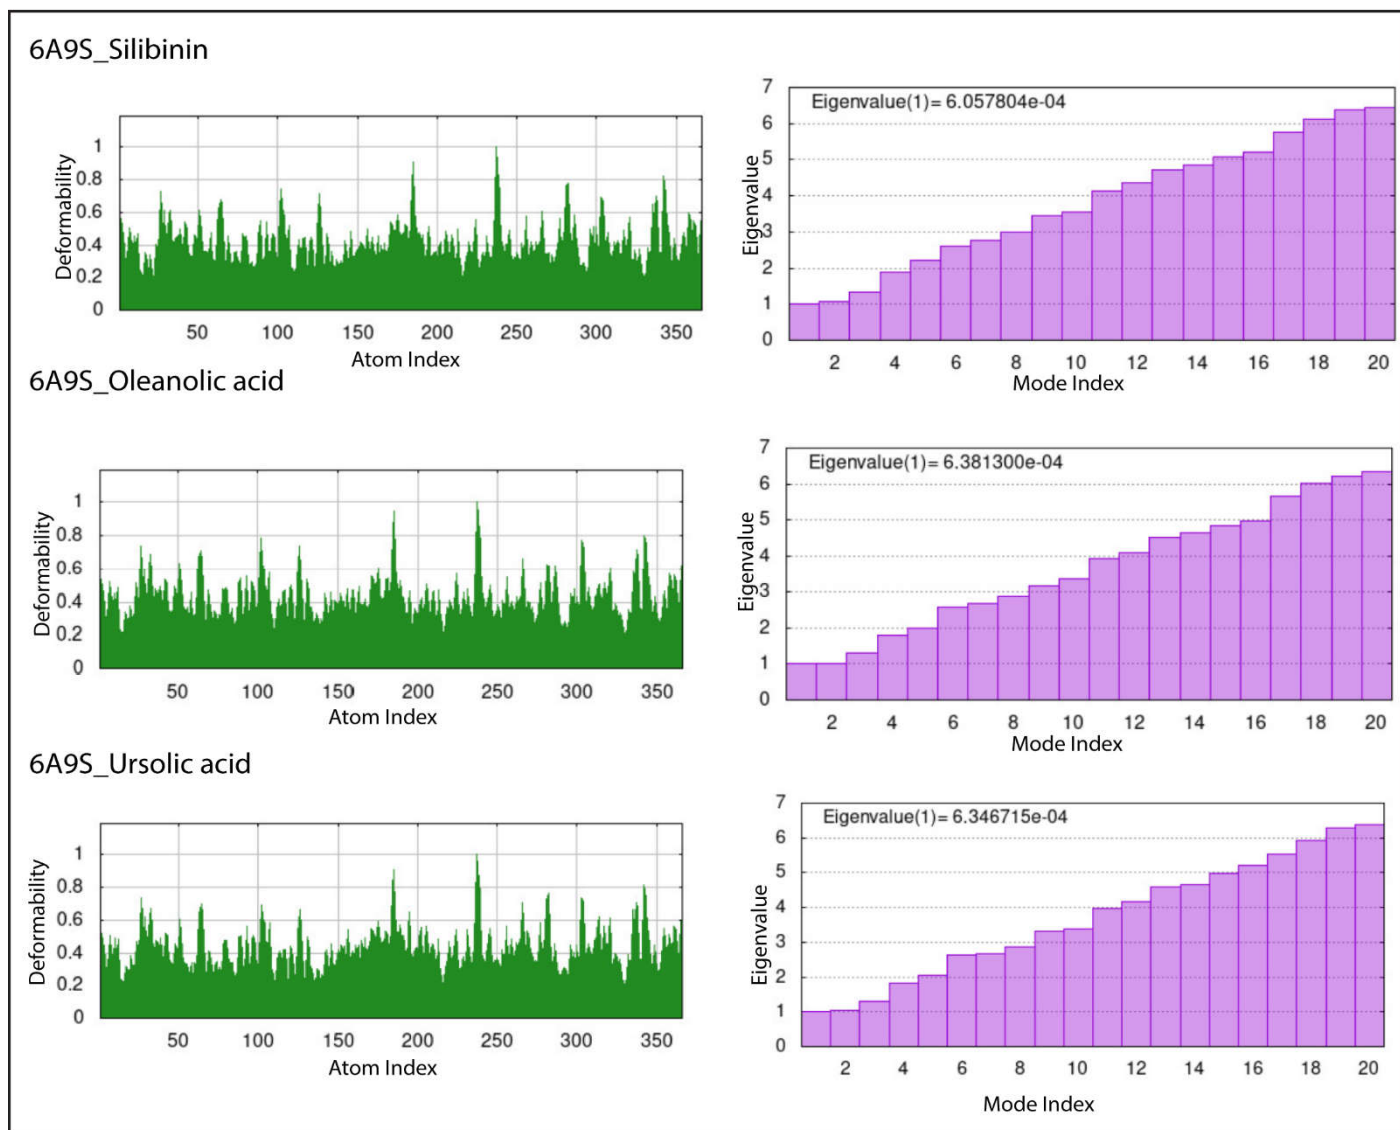 6A9S_Silibinin
Deformability
1
0.8
0.6
0.4
0.2
0
50 100 150 200 250 300 350
Atom Index
Eigenvalue(1)= 6.057804e-04
Eigenvalue
7
6
5
4
3
2
1
0
2 4 6 8 10 12 14 16 18 20
Mode Index
6A9S_Oleanolic acid
Deformability
1
0.8
0.6
0.4
0.2
0
50 100 150 200 250 300 350
Atom Index
Eigenvalue(1)= 6.381300e-04
Eigenvalue
7
6
5
4
3
2
1
0
2 4 6 8 10 12 14 16 18 20
Mode Index
6A9S_Ursolic acid
Deformability
1
0.8
0.6
0.4
0.2
0
50 100 150 200 250 300 350
Atom Index
Eigenvalue(1)= 6.346715e-04
Eigenvalue
7
6
5
4
3
2
1
0
2 4 6 8 10 12 14 16 18 20
Mode Index